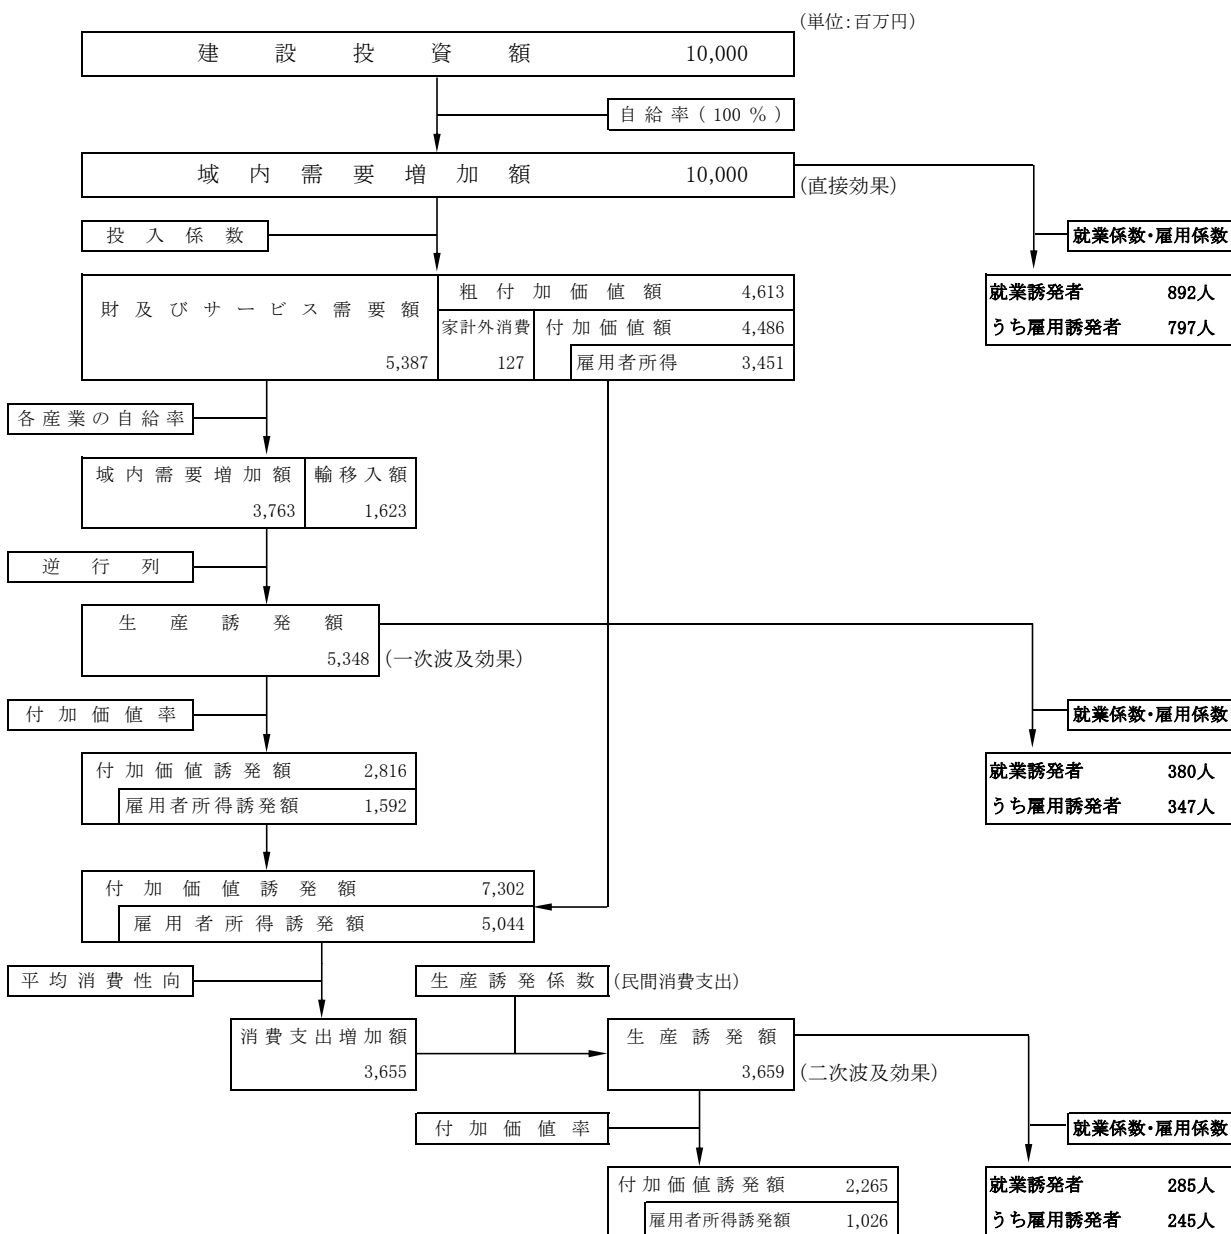 (単位:百万円)
建設投資額 10,000
自給率(100%)
域内需要増加額 10,000
(直接効果)
投入係数
就業係数・雇用係数
財及びサービス需要額
5,387
粗付加価値額 4,613
家計外消費
127
付加価値額 4,486
雇用者所得 3,451
就業誘発者 892人
うち雇用誘発者 797人
各産業の自給率
域内需要増加額
3,763
輸移入額
1,623
逆行列
生産誘発額
5,348
(一次波及効果)
付加価値率
就業係数・雇用係数
付加価値誘発額 2,816
雇用者所得誘発額 1,592
就業誘発者 380人
うち雇用誘発者 347人
付加価値誘発額 7,302
雇用者所得誘発額 5,044
平均消費性向
生産誘発係数
(民間消費支出)
消費支出増加額
3,655
生産誘発額
3,659
(二次波及効果)
付加価値率
就業係数・雇用係数
付加価値誘発額 2,265
雇用者所得誘発額 1,026
就業誘発者 285人
うち雇用誘発者 245人